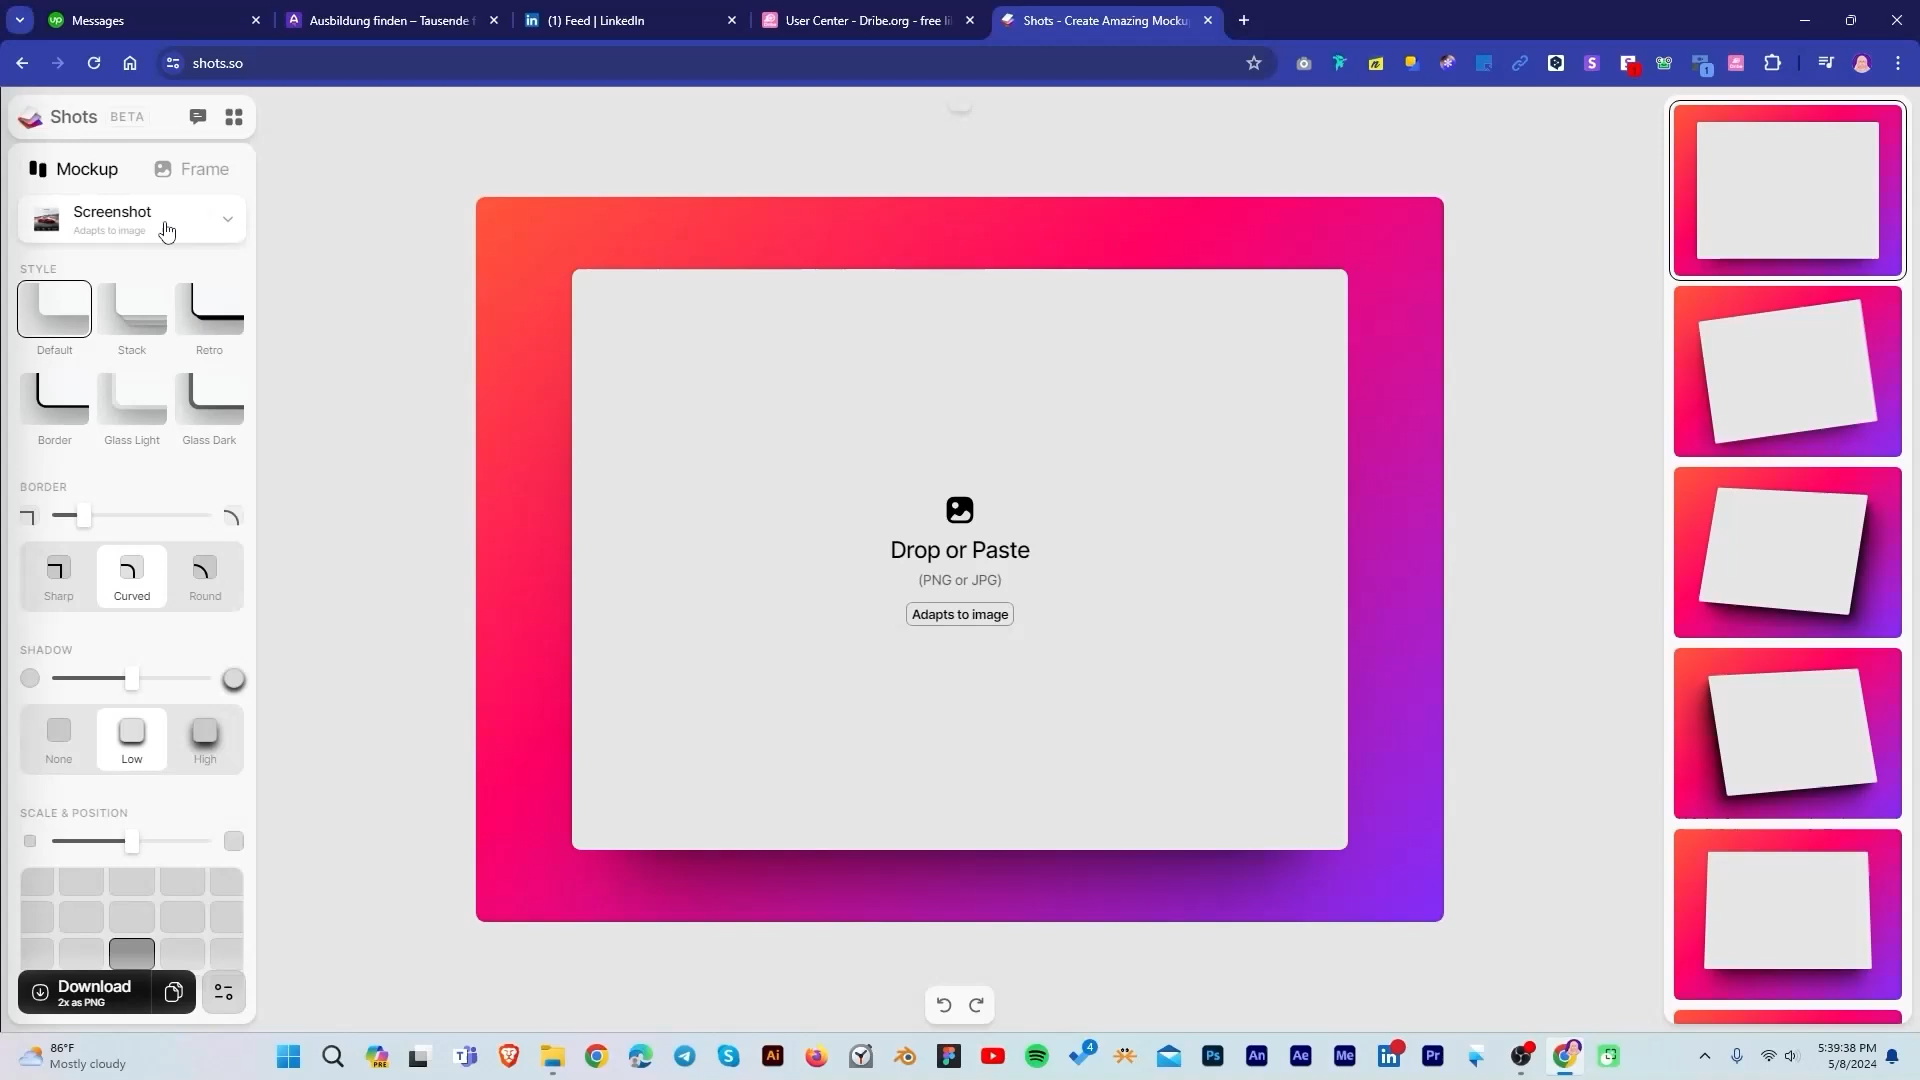 Messages
Ausbildung finden – Tausende
(1) Feed | LinkedIn
User Center - Dribe.org - free li
Shots - Create Amazing Mocku
shots.so
Shots BETA
Mockup
Frame
Screenshot
Adapts to image
STYLE
Default
Stack
Retro
Border
Glass Light
Glass Dark
BORDER
Sharp
Curved
Round
SHADOW
None
Low
High
SCALE & POSITION
Download
2x as PNG
Drop or Paste
(PNG or JPG)
Adapts to image
86°F
Mostly cloudy
5:39:38 PM
5/8/2024